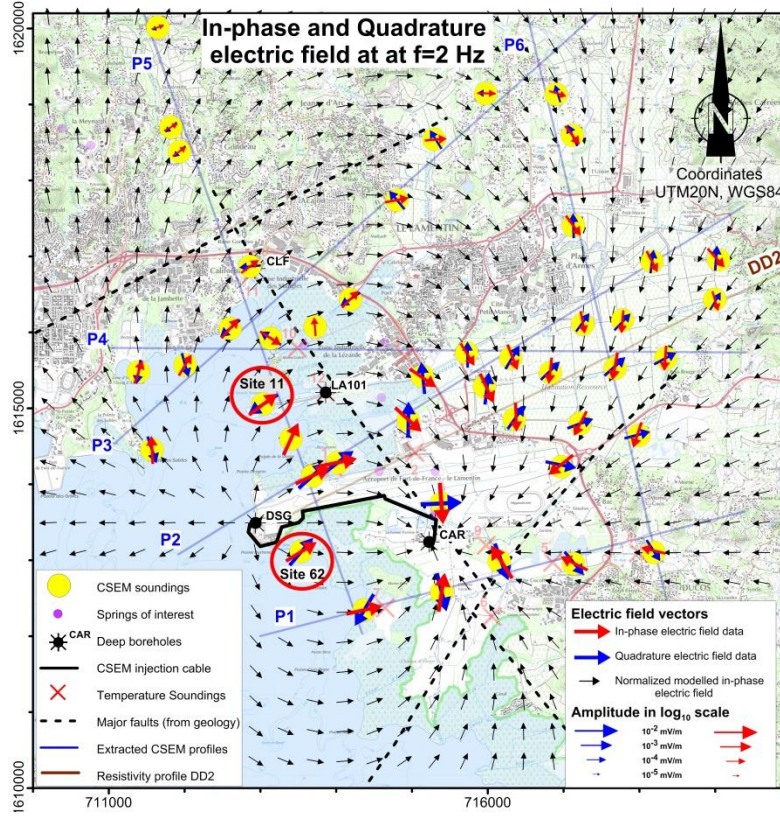 In-phase and Quadrature
electric field at at f=2 Hz
1620000
1615000
1610000
711000
716000
P5
P6
N
Coordinates
UTM20N, WGS84
DD2
LE LAMENTIN
CLF
P4
Site 11
LA101
P3
DSG
CAR
P2
Site 62
P1
DUCOS
CSEM soundings
Springs of interest
CAR Deep boreholes
CSEM injection cable
Temperature Soundings
Major faults (from geology)
Extracted CSEM profiles
Resistivity profile DD2
Electric field vectors
In-phase electric field data
Quadrature electric field data
Normalized modelled in-phase
electric field
Amplitude in log₁₀ scale
10⁻² mV/m
10⁻³ mV/m
10⁻⁴ mV/m
10⁻⁵ mV/m